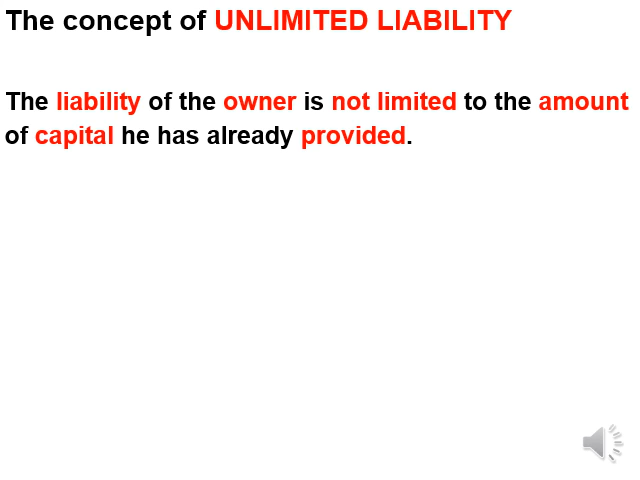 The concept of UNLIMITED LIABILITY
The liability of the owner is not limited to the amount
of capital he has already provided.